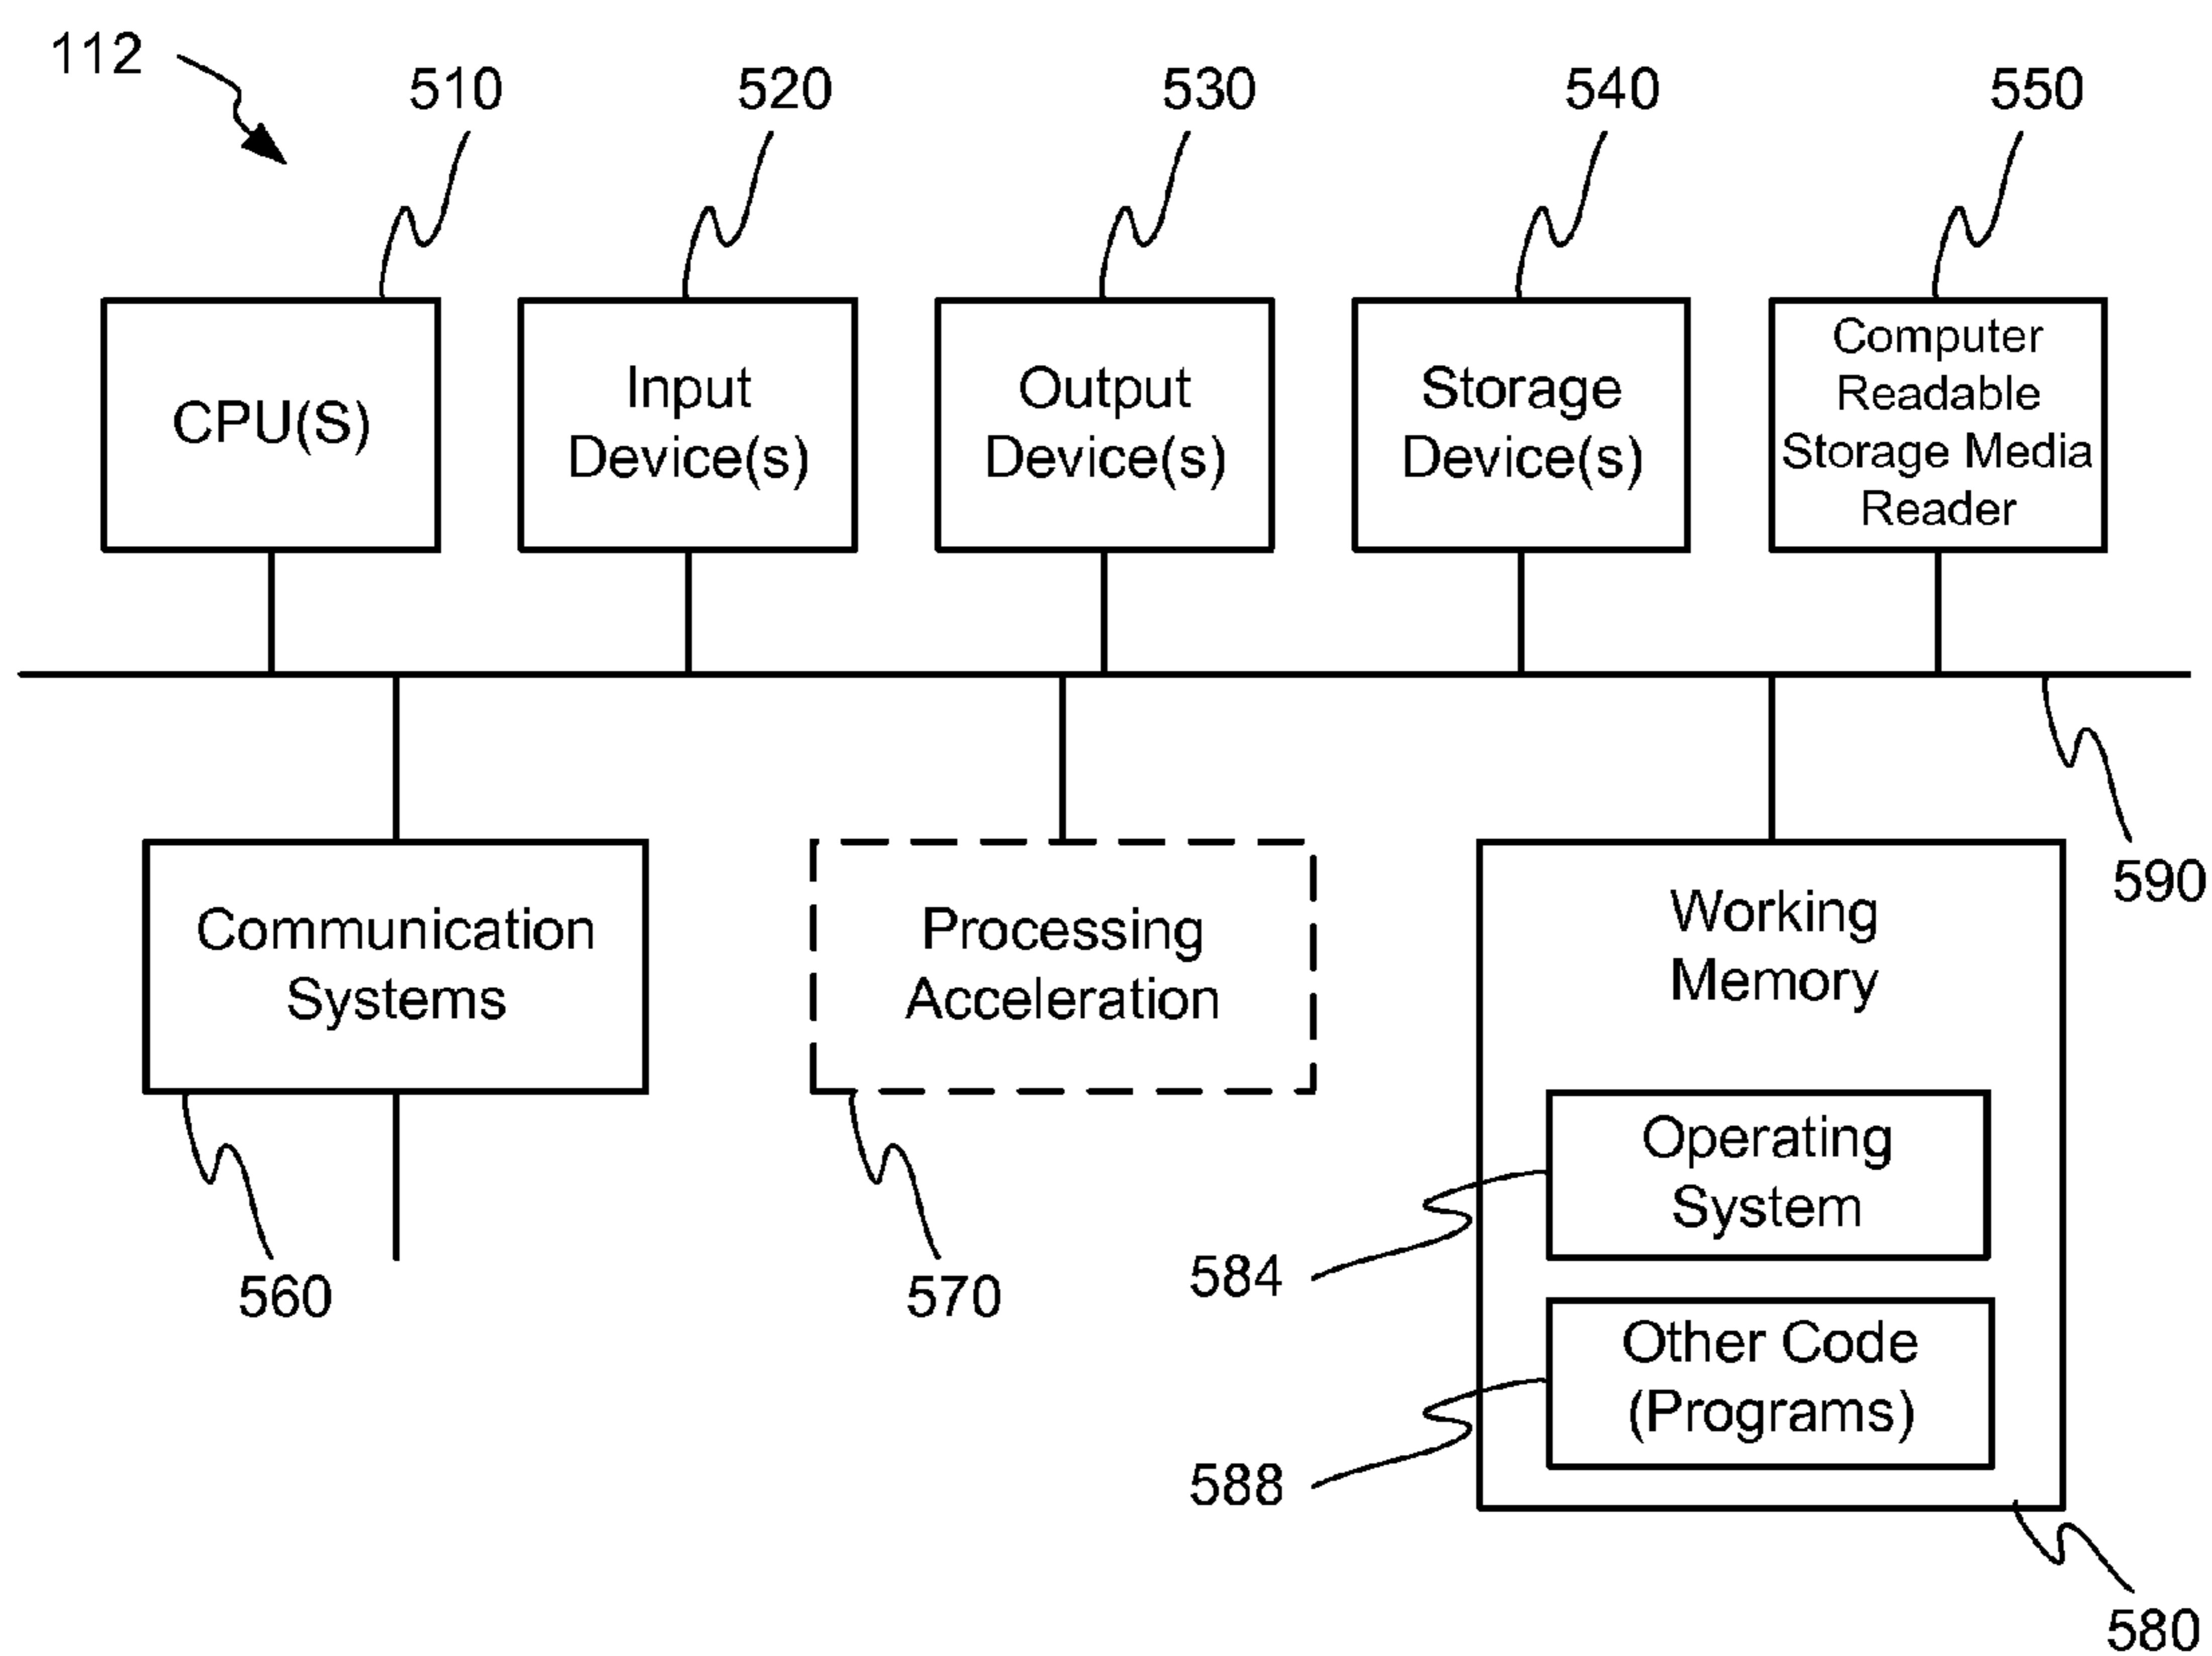 112
510
520
530
540
550
CPU(S)
Input
Device(s)
Output
Device(s)
Storage
Device(s)
Computer
Readable
Storage Media
Reader
590
Communication
Systems
Processing
Acceleration
Working
Memory
Operating
System
Other Code
(Programs)
560
570
584
588
580